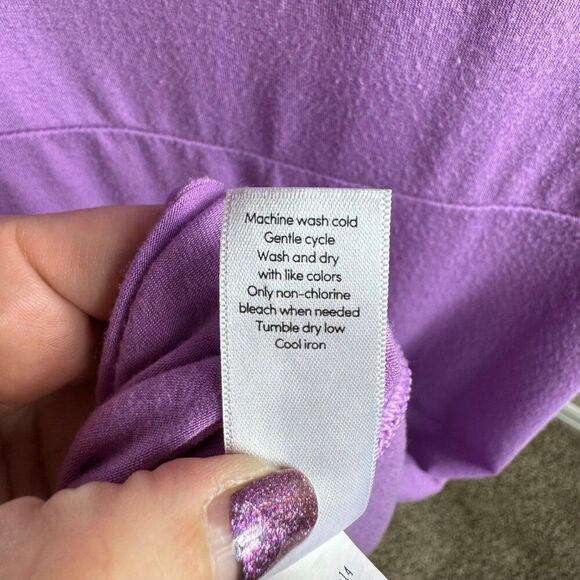 Machine wash cold
Gentle cycle
Wash and dry
with like colors
Only non-chlorine
bleach when needed
Tumble dry low
Cool iron